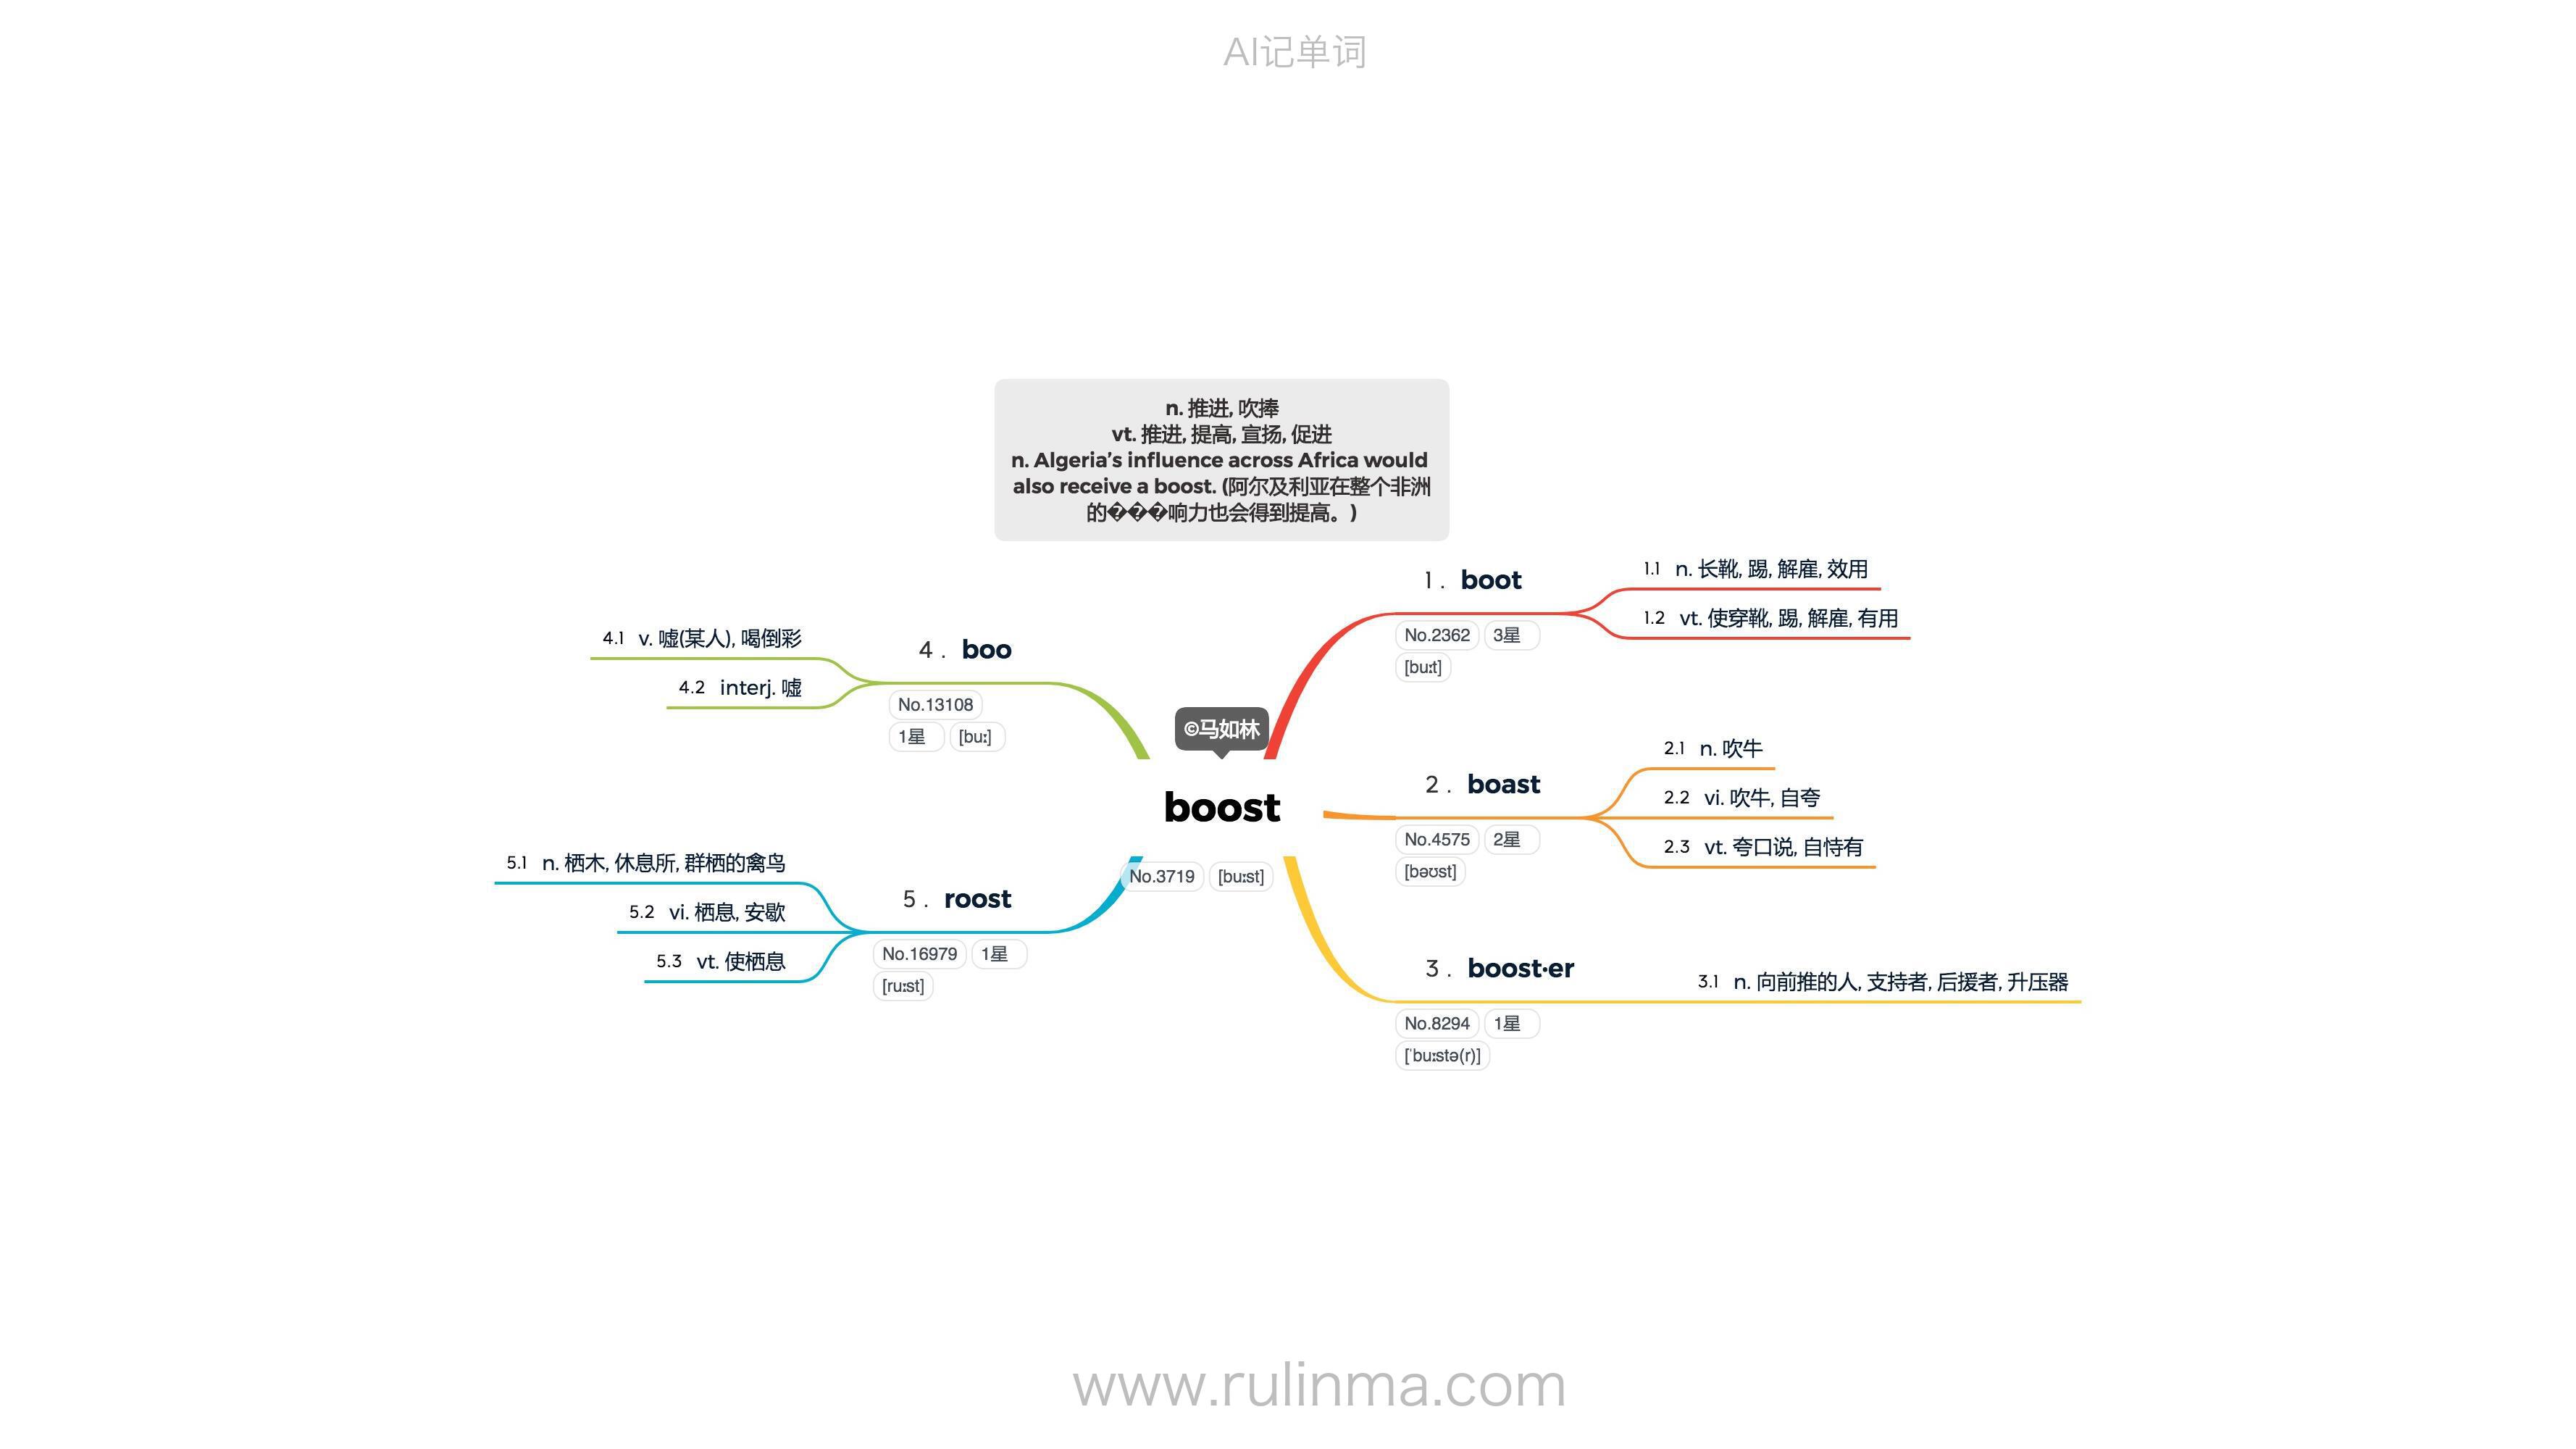 AI记单词
n. 推进, 吹捧
vt. 推进, 提高, 宣扬, 促进
n. Algeria’s influence across Africa would
also receive a boost. (阿尔及利亚在整个非洲
的���响力也会得到提高。)
©马如林
boost
No.3719 [buːst]
1. boot
No.2362 3星
[buːt]
1.1 n. 长靴, 踢, 解雇, 效用
1.2 vt. 使穿靴, 踢, 解雇, 有用
2. boast
No.4575 2星
[bəʊst]
2.1 n. 吹牛
2.2 vi. 吹牛, 自夸
2.3 vt. 夸口说, 自恃有
3. boost·er
No.8294 1星
[ˈbuːstə(r)]
3.1 n. 向前推的人, 支持者, 后援者, 升压器
4. boo
No.13108
1星 [buː]
4.1 v. 嘘(某人), 喝倒彩
4.2 interj. 嘘
5. roost
No.16979 1星
[ruːst]
5.1 n. 栖木, 休息所, 群栖的禽鸟
5.2 vi. 栖息, 安歇
5.3 vt. 使栖息
www.rulinma.com